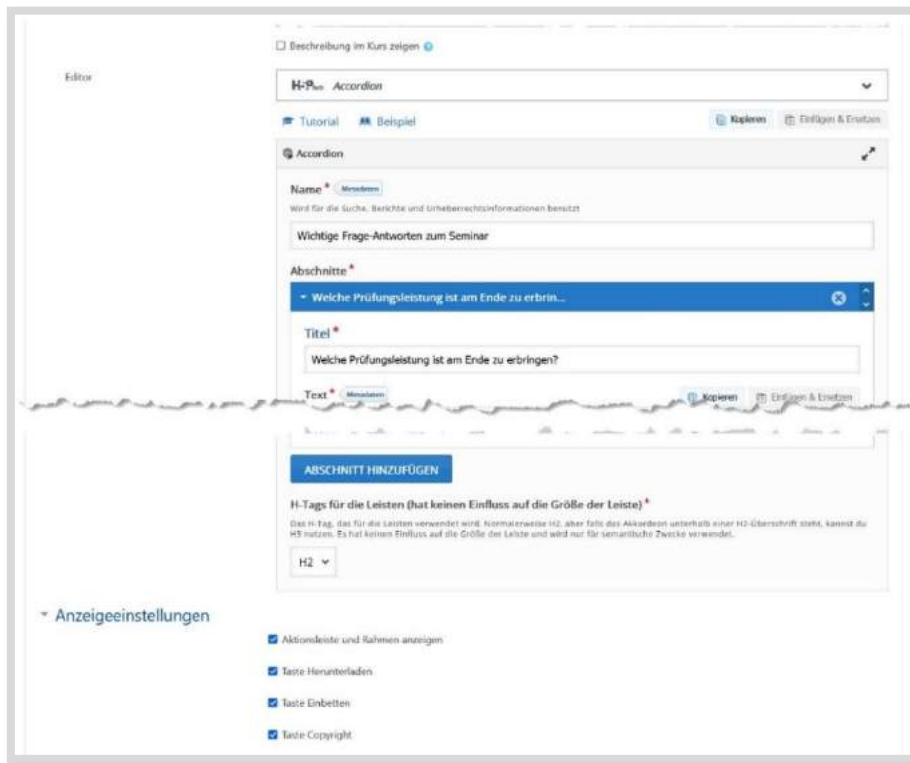 Beschreibung im Kurs zeigen
Editor
Accordion
Tutorial Beispiel Kopieren Einfügen & Ersetzen
Accordion
Name * Metadaten
Wird für die Suche, Berichte und Urheberrechtsinformationen benutzt
Wichtige Frage-Antworten zum Seminar
Abschnitte *
Welche Prüfungsleistung ist am Ende zu erbrin...
Titel *
Welche Prüfungsleistung ist am Ende zu erbringen?
Text * Metadaten Kopieren Einfügen & Ersetzen
ABSCHNITT HINZUFÜGEN
H-Tags für die Leisten (hat keinen Einfluss auf die Größe der Leiste) *
Das H-Tag, das für die Leisten verwendet wird. Normalerweise H2, aber falls das Akkordeon unterhalb einer H2-Überschrift steht, kannst du
H3 nutzen. Es hat keinen Einfluss auf die Größe der Leiste und wird nur für semantische Zwecke verwendet.
H2
Anzeigeeinstellungen
Aktionsleiste und Rahmen anzeigen
Taste Herunterladen
Taste Einbetten
Taste Copyright